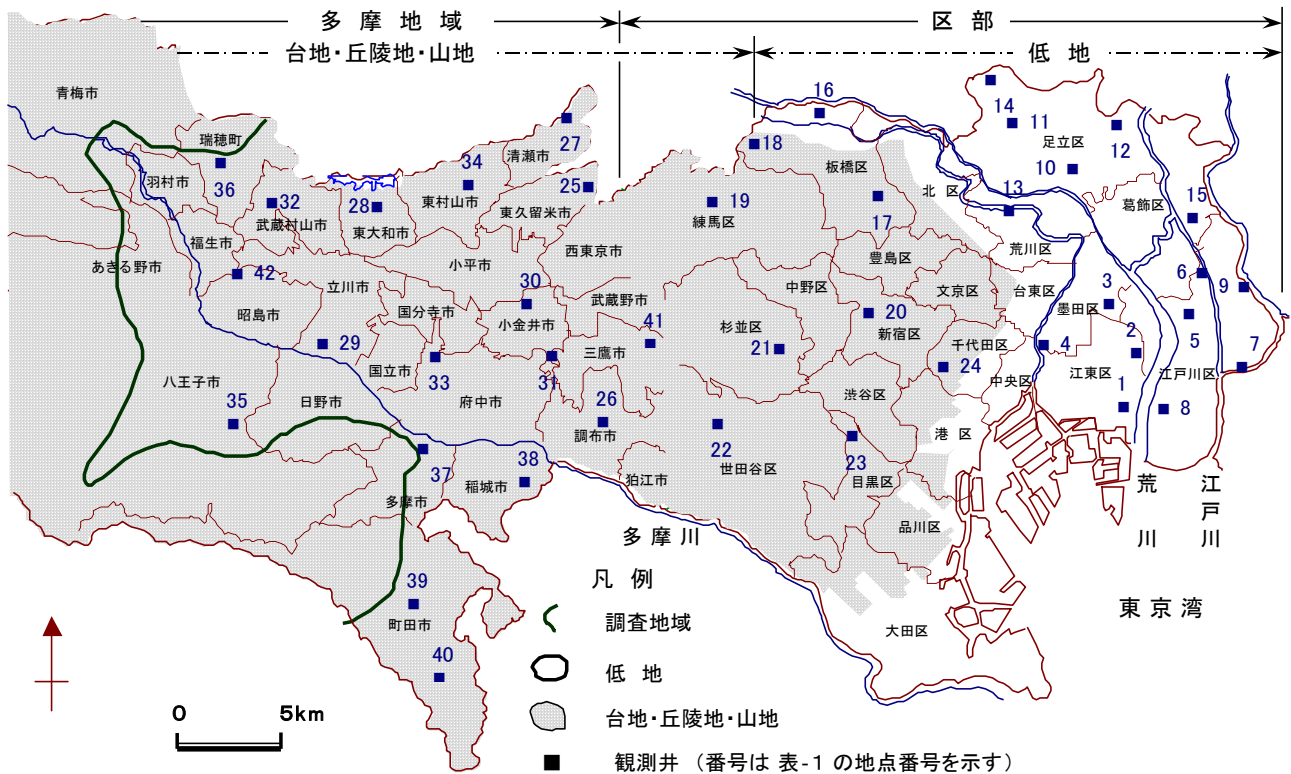 多摩地域
区部
台地・丘陵地・山地
低地
青梅市
瑞穂町
羽村市
36
32
武蔵村山市
28
東大和市
34
東村山市
清瀬市
27
25
東久留米市
福生市
あきる野市
42
立川市
昭島市
小平市
西東京市
国分寺市
30
小金井市
武蔵野市
29
国立市
33
31
三鷹市
41
八王子市
35
日野市
府中市
26
調布市
狛江市
37
38
稲城市
多摩市
39
町田市
40
16
18
板橋区
北区
19
練馬区
17
豊島区
中野区
文京区
20
新宿区
杉並区
21
千代田区
24
渋谷区
港区
22
世田谷区
23
目黒区
品川区
大田区
14
11
足立区
12
10
13
荒川区
葛飾区
15
台東区
墨田区
3
6
9
2
4
5
7
中央区
江東区
江戸川区
1
8
荒川
江戸川
多摩川
東京湾
凡例
調査地域
低地
台地・丘陵地・山地
観測井 (番号は 表-1 の地点番号を示す)
0 5km